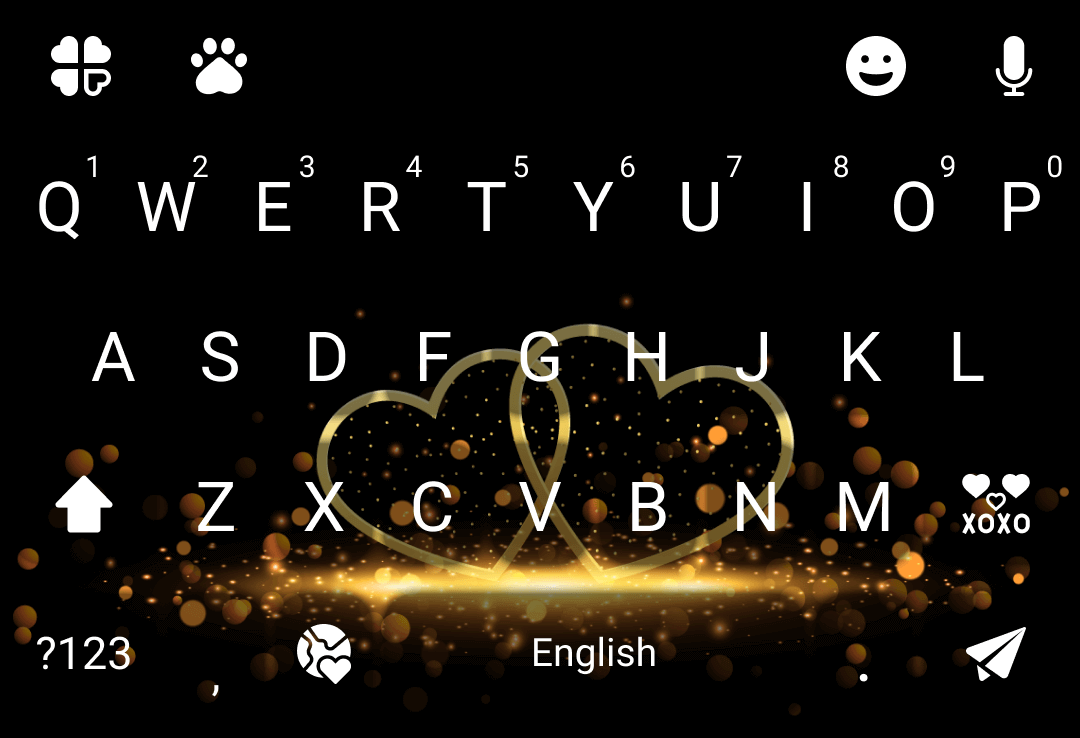 1 2 3 4 5 6 7 8 9 0
Q W E R T Y U I O P
A S D F G H J K L
Z X C V B N M XOXO
?123 , English .